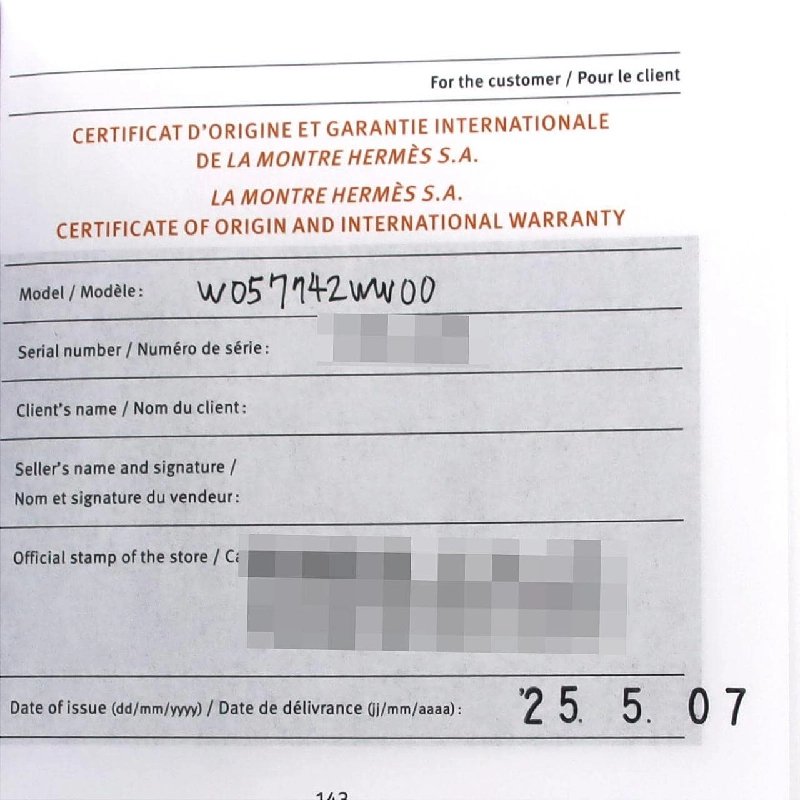 For the customer / Pour le client
CERTIFICAT D'ORIGINE ET GARANTIE INTERNATIONALE
DE LA MONTRE HERMÈS S.A.
LA MONTRE HERMÈS S.A.
CERTIFICATE OF ORIGIN AND INTERNATIONAL WARRANTY
Model / Modèle: W057742WW00
Serial number / Numéro de série:
Client's name / Nom du client:
Seller's name and signature /
Nom et signature du vendeur:
Official stamp of the store / Ca
Date of issue (dd/mm/yyyy) / Date de délivrance (jj/mm/aaaa): '25. 5. 07
143